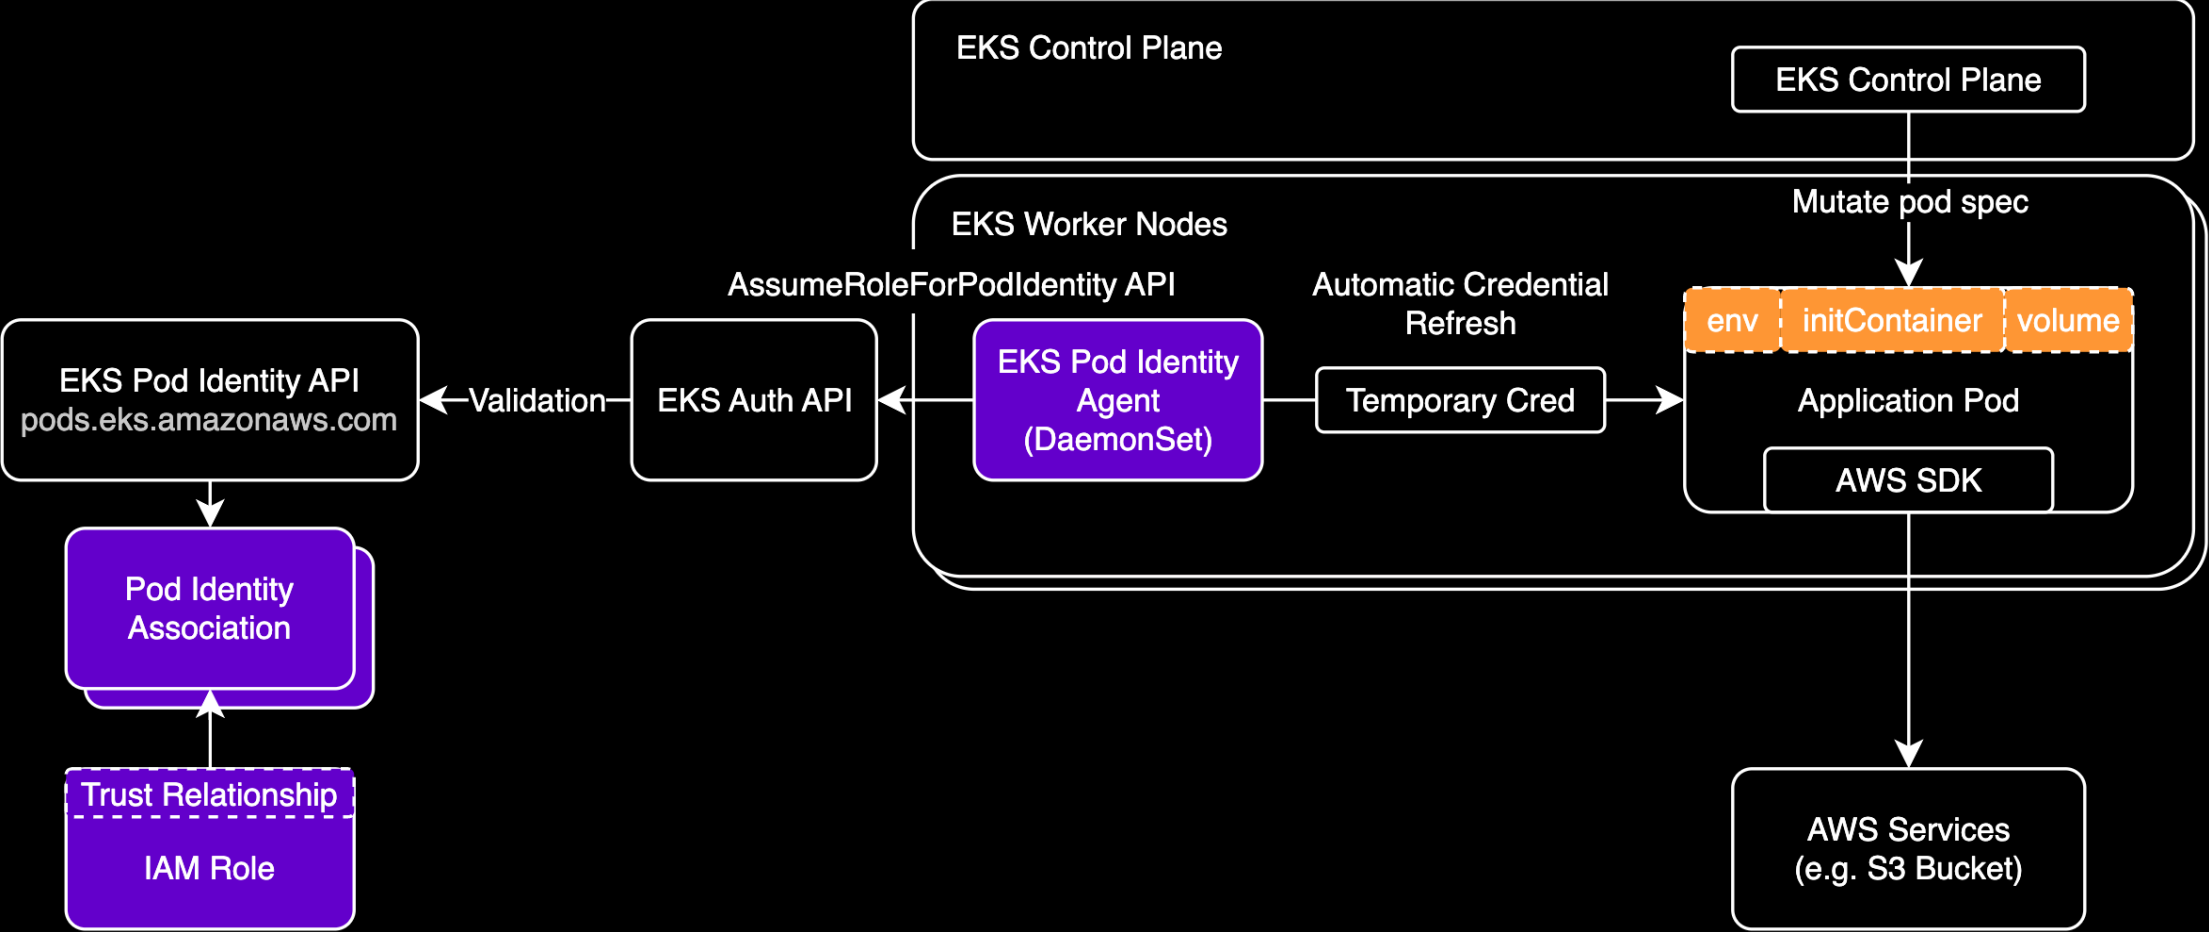 EKS Control Plane
EKS Control Plane
Mutate pod spec
EKS Worker Nodes
AssumeRoleForPodIdentity API
Automatic Credential
Refresh
env
initContainer
volume
EKS Pod Identity API
pods.eks.amazonaws.com
Validation
EKS Auth API
EKS Pod Identity
Agent
(DaemonSet)
Temporary Cred
Application Pod
AWS SDK
Pod Identity
Association
Trust Relationship
IAM Role
AWS Services
(e.g. S3 Bucket)